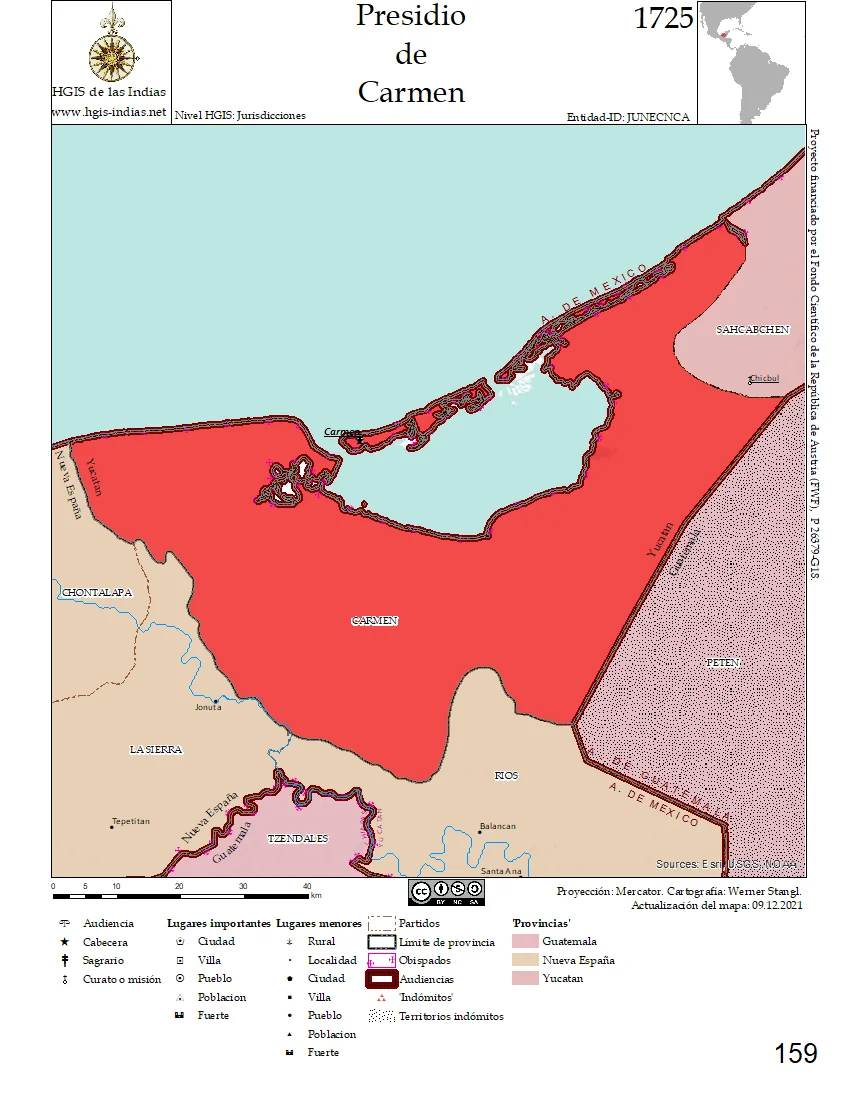 Presidio
de
Carmen
1725
HGIS de las Indias
www.hgis-indias.net
Nivel HGIS: Jurisdicciones
Entidad-ID: JUNECNCA
Proyecto financiado por el Fondo Científico de la República de Austria (FWF), P 26379-G18.
A. DE MEXICO
SAHCABCHEN
Chicbul
Carmen
Nueva España
Yucatan
Yucatan
Guatemala
CHONTALAPA
CARMEN
PETEN
Jonuta
LA SIERRA
RIOS
A. DE GUATEMALA
A. DE MEXICO
Nueva España
Guatemala
Tepetitan
TZENDALES
YUCATAN
Balancan
Santa Ana
Sources: Esri, USGS, NOAA
0 5 10 20 30 40
km
CC BY NC SA
Proyección: Mercator. Cartografía: Werner Stangl.
Actualización del mapa: 09.12.2021
Audiencia
Cabecera
Sagrario
Curato o misión
Lugares importantes
Ciudad
Villa
Pueblo
Poblacion
Fuerte
Lugares menores
Rural
Localidad
Ciudad
Villa
Pueblo
Poblacion
Fuerte
Partidos
Límite de provincia
Obispados
Audiencias
'Indómitos'
Territorios indómitos
'Provincias'
Guatemala
Nueva España
Yucatan
159